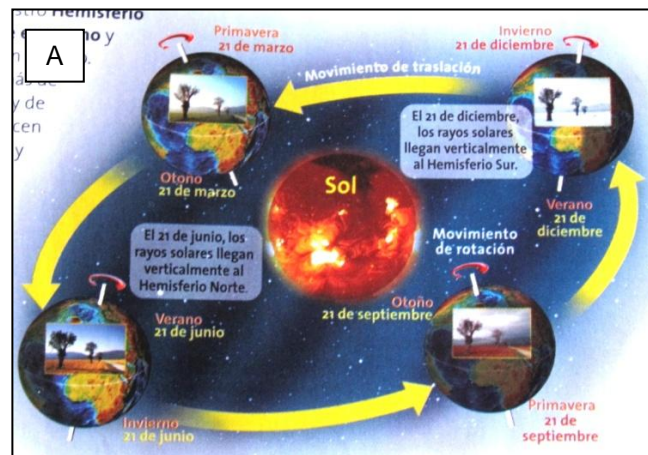 stro Hemisferio
y
A
Primavera
21 de marzo
Invierno
21 de diciembre
Movimiento de traslación
y de
cen
y
El 21 de diciembre,
los rayos solares
llegan verticalmente
al Hemisferio Sur.
Otoño
21 de marzo
Sol
Verano
21 de
diciembre
El 21 de junio, los
rayos solares llegan
verticalmente al
Hemisferio Norte.
Movimiento
de rotación
Otoño
21 de septiembre
Verano
21 de junio
Invierno
21 de junio
Primavera
21 de
septiembre